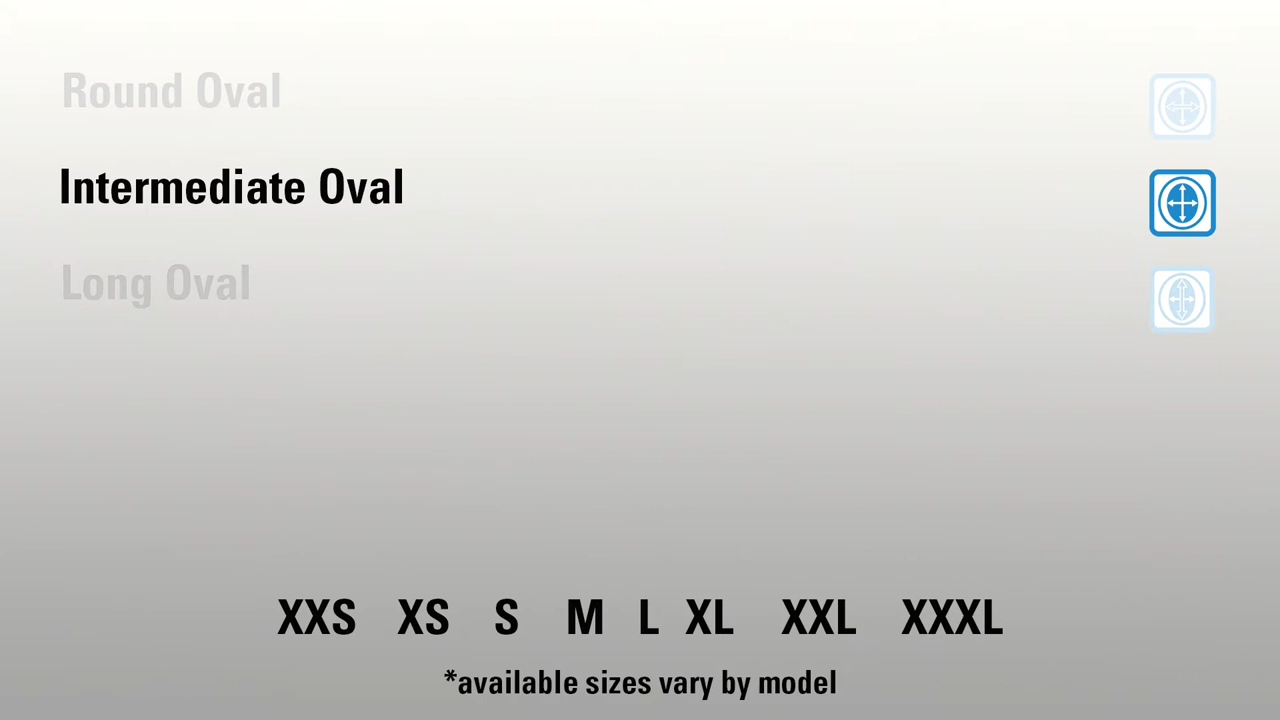 Round Oval
Intermediate Oval
Long Oval
XXS XS S M L XL XXL XXXL
*available sizes vary by model